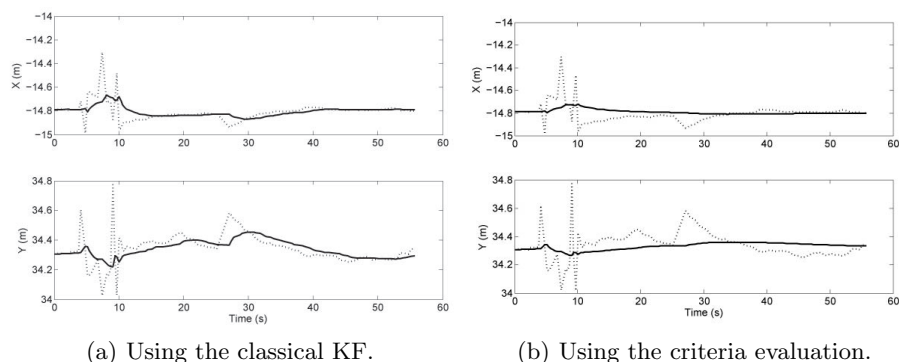 −14
−14.2
−14.4
−14.6
−14.8
−15
X (m)
0 10 20 30 40 50 60
34.8
34.6
34.4
34.2
34
Y (m)
0 10 20 30 40 50 60
Time (s)
(a) Using the classical KF.
−14
−14.2
−14.4
−14.6
−14.8
−15
X (m)
0 10 20 30 40 50 60
34.8
34.6
34.4
34.2
34
Y (m)
0 10 20 30 40 50 60
Time (s)
(b) Using the criteria evaluation.